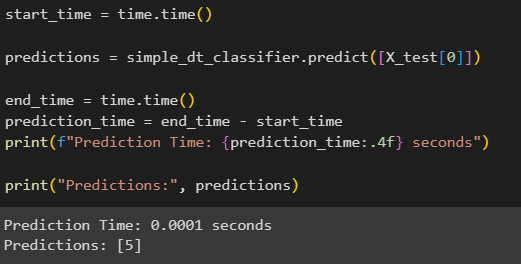 start_time = time.time()
predictions = simple_dt_classifier.predict([X_test[0]])
end_time = time.time()
prediction_time = end_time - start_time
print(f"Prediction Time: {prediction_time:.4f} seconds")
print("Predictions:", predictions)
Prediction Time: 0.0001 seconds
Predictions: [5]